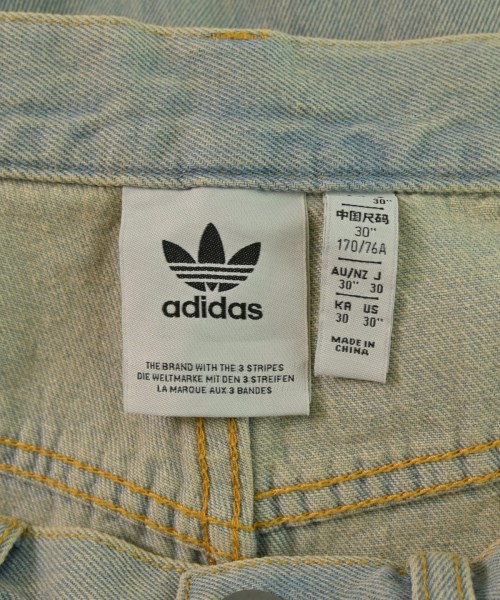 adidas
THE BRAND WITH THE 3 STRIPES
DIE WELTMARKE MIT DEN 3 STREIFEN
LA MARQUE AUX 3 BANDES
30"
中国尺码
30"
170/76A
AU/NZ J
30" 30
KR US
30 30"
MADE IN
CHINA